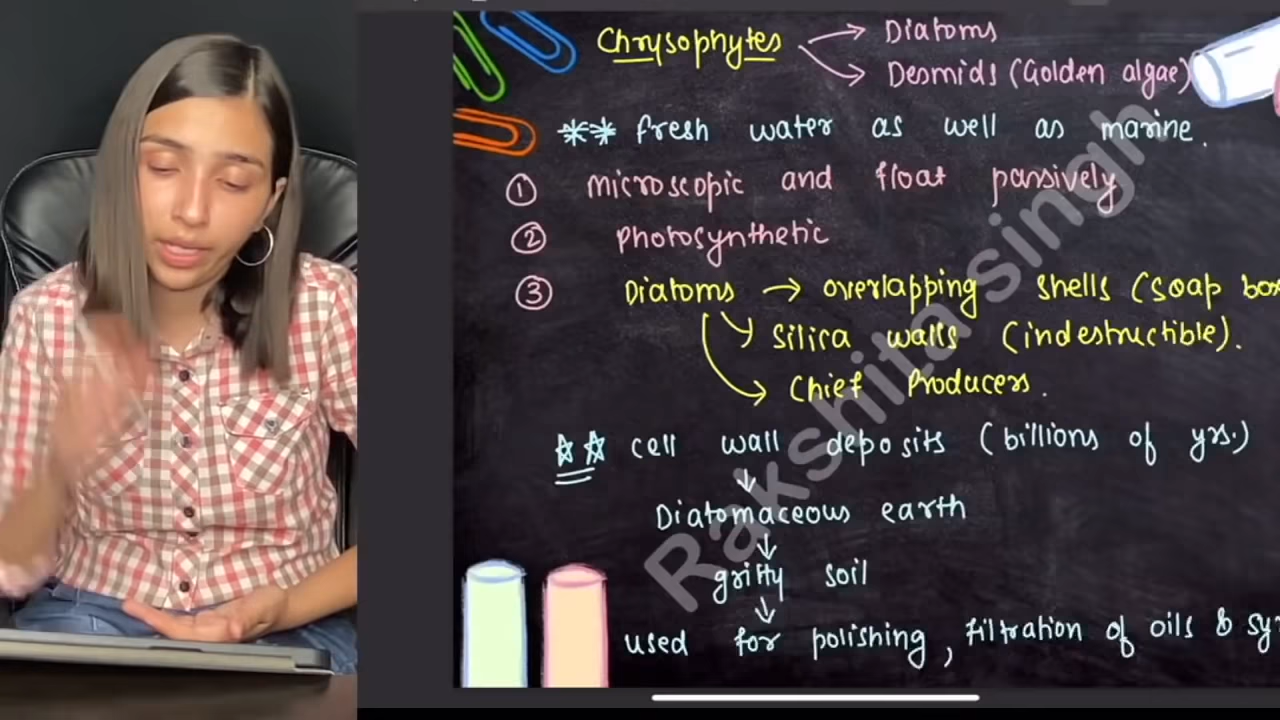 Chrysophytes → Diatoms
→ Desmids (Golden algae)
** fresh water as well as marine.
① microscopic and float passively
② Photosynthetic
③ Diatoms → overlapping shells (soap box
→ Silica walls (indestructible).
→ Chief Producers.
☆☆ cell wall deposits (billions of yrs.)
↓
Diatomaceous earth
↓
gritty soil
↓
used for polishing, filtration of oils &
Rakshita singh